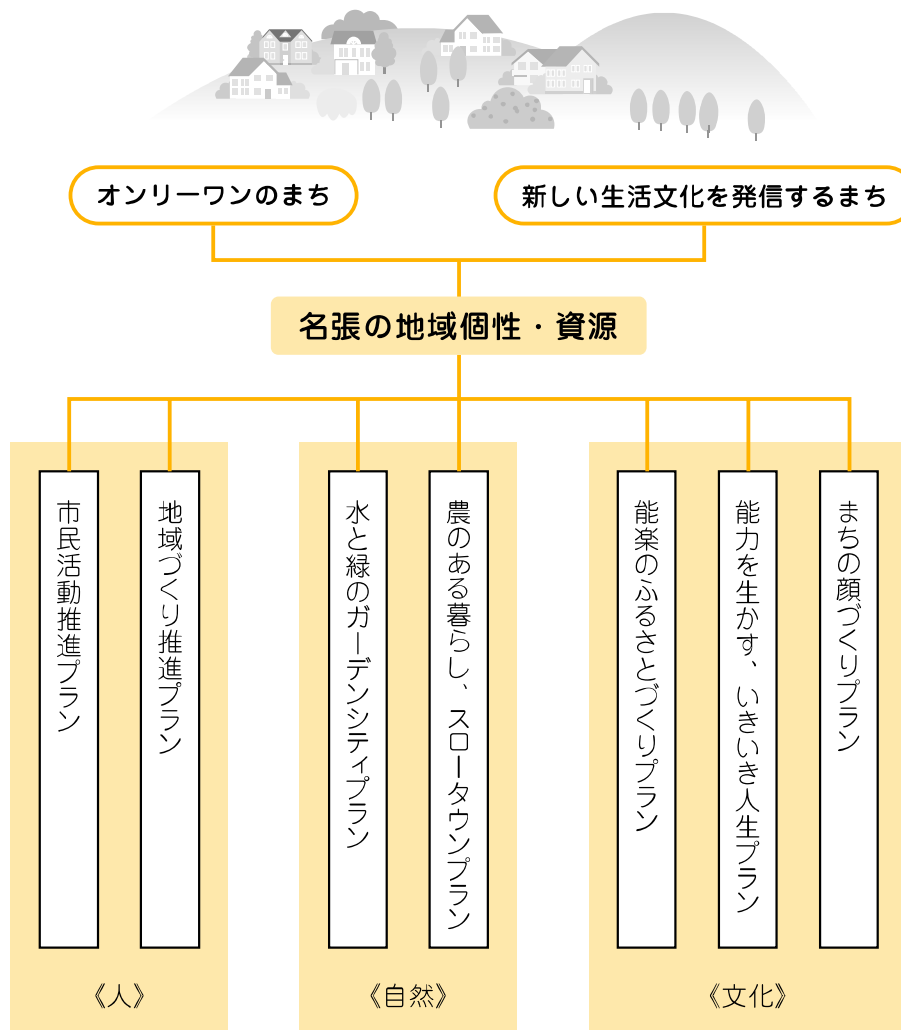 オンリーワンのまち
新しい生活文化を発信するまち
名張の地域個性・資源
市民活動推進プラン
地域づくり推進プラン
水と緑のガーデンシティプラン
農のある暮らし、スロータウンプラン
能楽のふるさとづくりプラン
能力を生かす、いきいき人生プラン
まちの顔づくりプラン
《人》
《自然》
《文化》